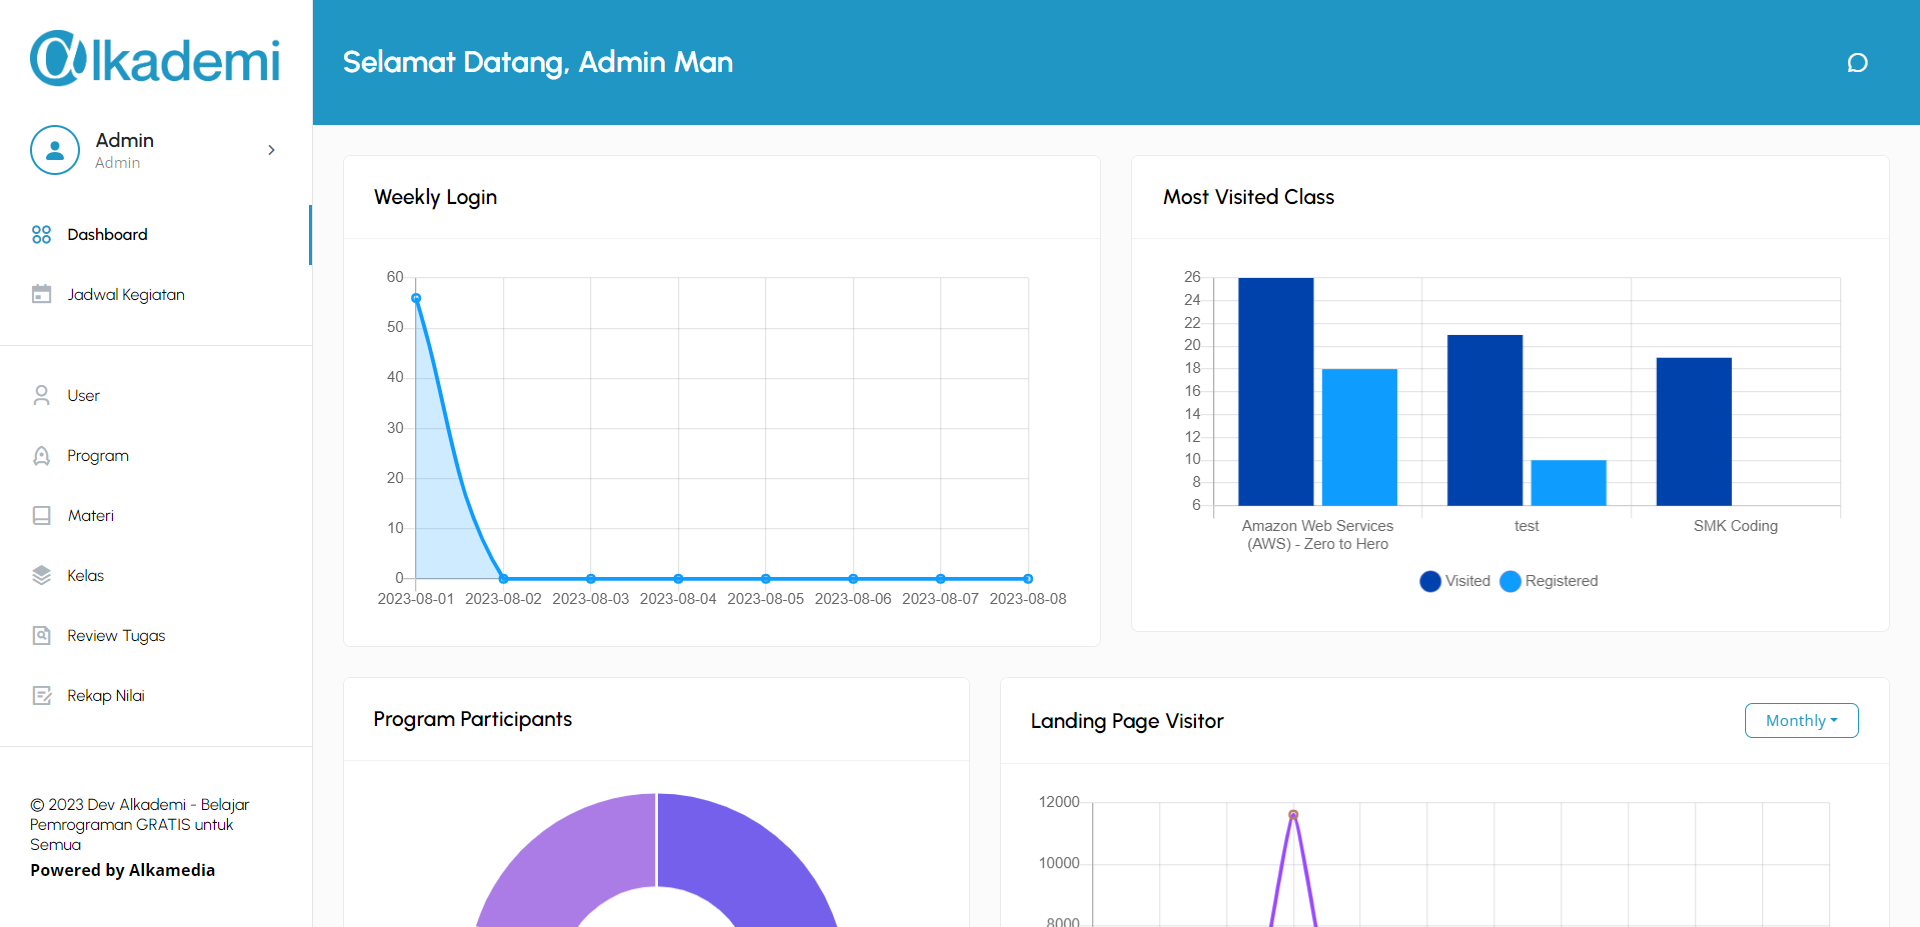 @lkademi
Admin
Admin
Dashboard
Jadwal Kegiatan
User
Program
Materi
Kelas
Review Tugas
Rekap Nilai
© 2023 Dev Alkademi - Belajar
Pemrograman GRATIS untuk
Semua
Powered by Alkamedia
Selamat Datang, Admin Man
Weekly Login
60
50
40
30
20
10
0
2023-08-01 2023-08-02 2023-08-03 2023-08-04 2023-08-05 2023-08-06 2023-08-07 2023-08-08
Most Visited Class
26
24
22
20
18
16
14
12
10
8
6
Amazon Web Services
(AWS) - Zero to Hero
test
SMK Coding
Visited Registered
Program Participants
Landing Page Visitor
Monthly
12000
10000
8000